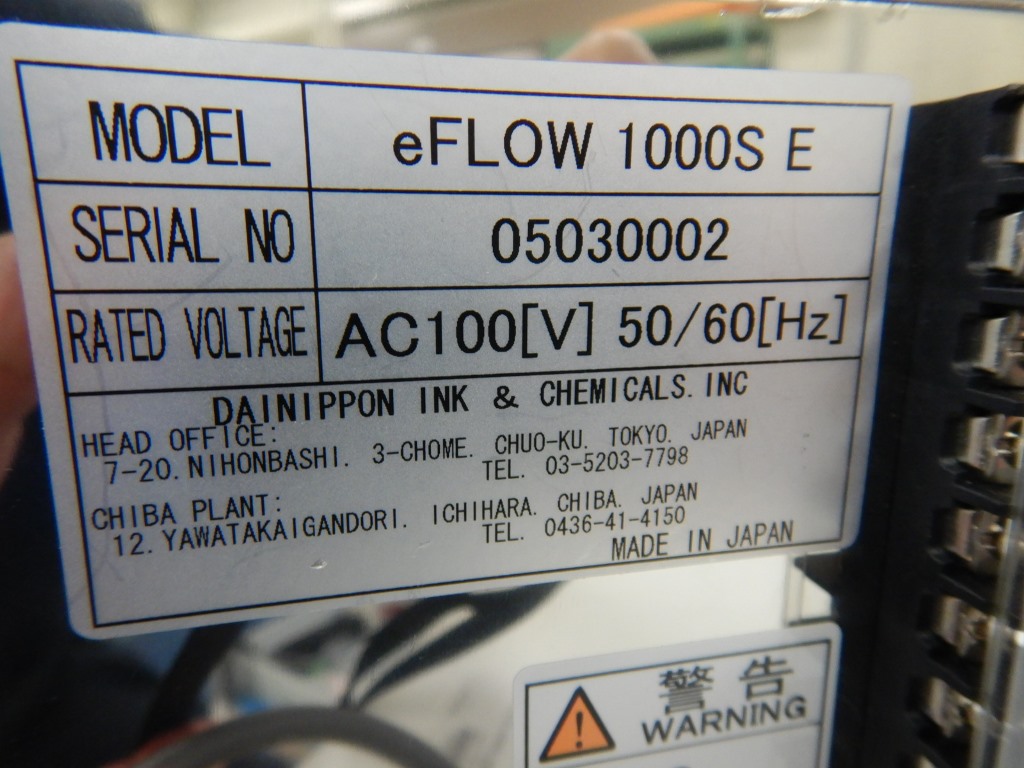 MODEL eFLOW 1000S E
SERIAL NO 05030002
RATED VOLTAGE AC100[V] 50/60[Hz]
DAINIPPON INK & CHEMICALS. INC
HEAD OFFICE:
7-20. NIHONBASHI. 3-CHOME. CHUO-KU. TOKYO. JAPAN
TEL. 03-5203-7798
CHIBA PLANT:
12. YAWATAKAIGANDORI. ICHIHARA. CHIBA. JAPAN
TEL. 0436-41-4150
MADE IN JAPAN
警告
WARNING